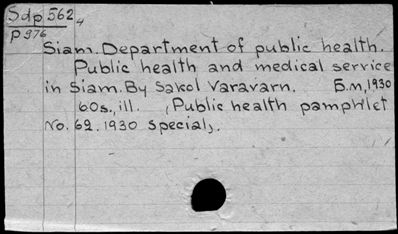 Sdp 562
p 976
Siam. Department of public health.
Public health and medical service
in Siam. By Sakol Varavarn. Б.m, 1930
60s., ill. (Public health pamphlet
No. 62. 1930 special).